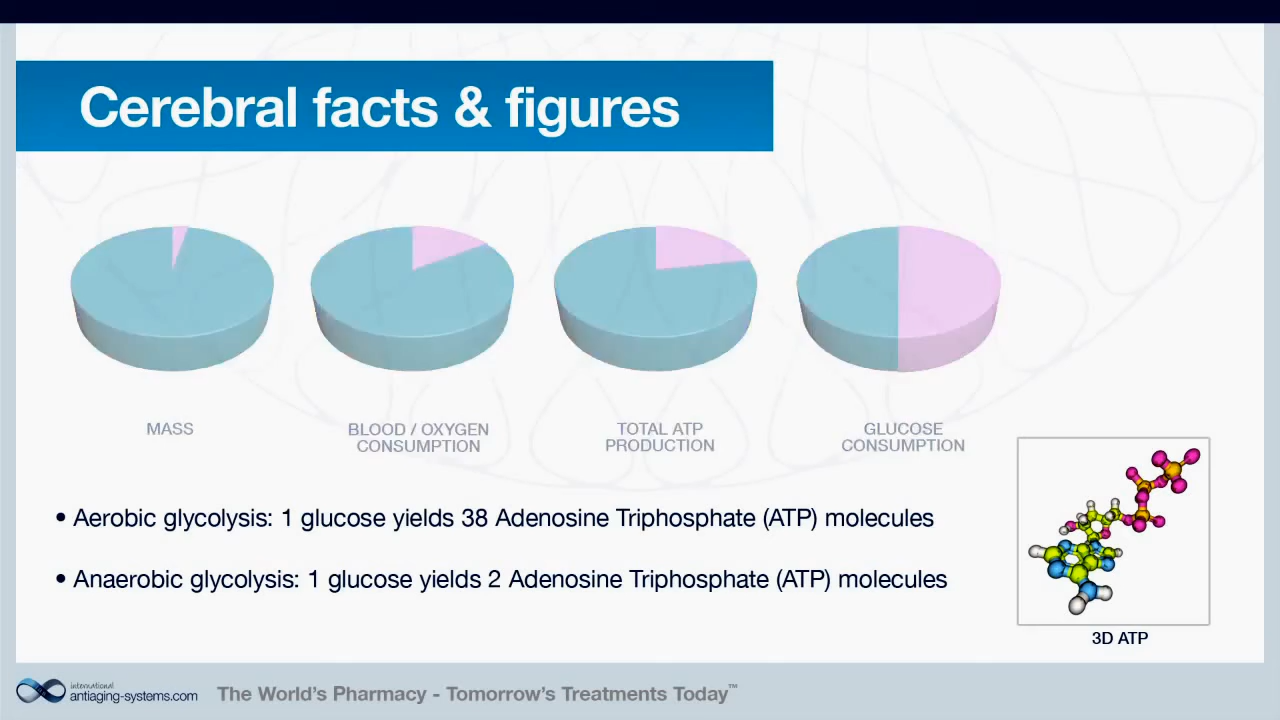 Cerebral facts & figures
MASS
BLOOD / OXYGEN
CONSUMPTION
TOTAL ATP
PRODUCTION
GLUCOSE
CONSUMPTION
• Aerobic glycolysis: 1 glucose yields 38 Adenosine Triphosphate (ATP) molecules
• Anaerobic glycolysis: 1 glucose yields 2 Adenosine Triphosphate (ATP) molecules
3D ATP
international
antiaging-systems.com
The World's Pharmacy - Tomorrow's Treatments Today™